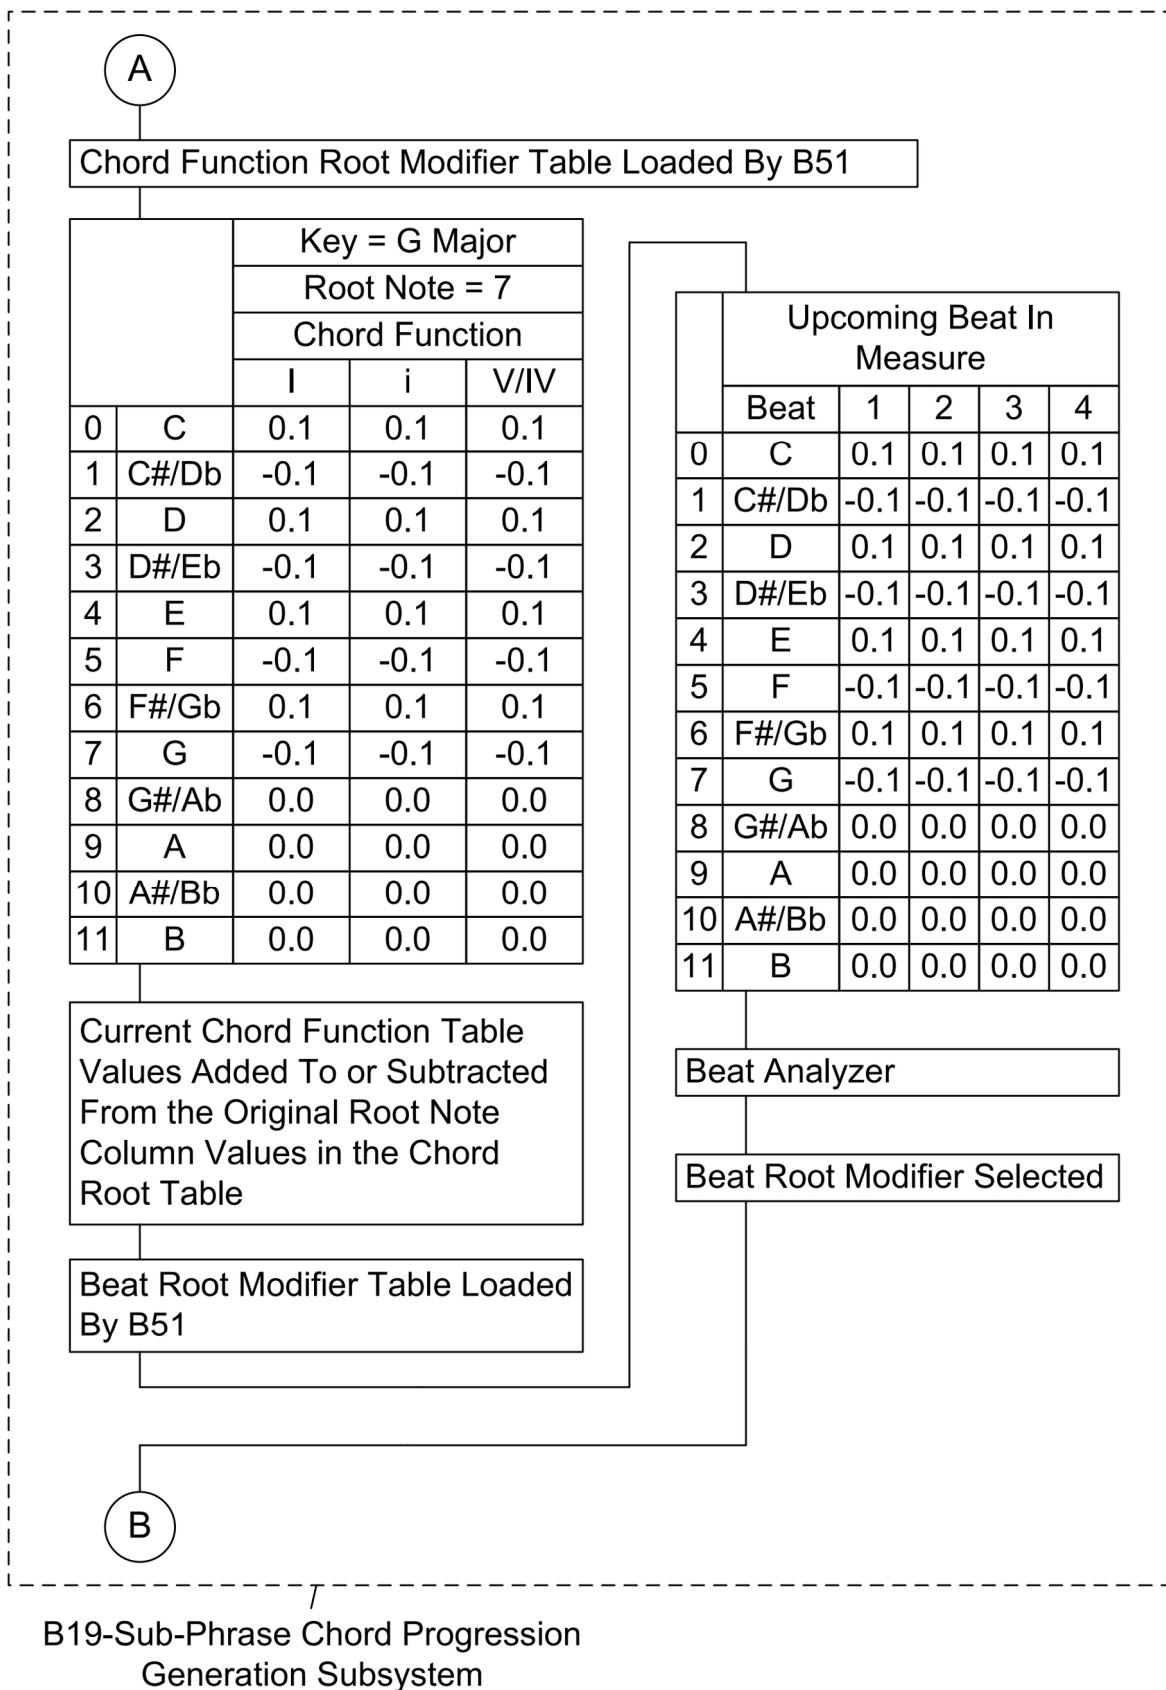 A
Chord Function Root Modifier Table Loaded By B51
Key = G Major
Root Note = 7
Chord Function
I i V/IV
0 C 0.1 0.1 0.1
1 C#/Db -0.1 -0.1 -0.1
2 D 0.1 0.1 0.1
3 D#/Eb -0.1 -0.1 -0.1
4 E 0.1 0.1 0.1
5 F -0.1 -0.1 -0.1
6 F#/Gb 0.1 0.1 0.1
7 G -0.1 -0.1 -0.1
8 G#/Ab 0.0 0.0 0.0
9 A 0.0 0.0 0.0
10 A#/Bb 0.0 0.0 0.0
11 B 0.0 0.0 0.0
Current Chord Function Table
Values Added To or Subtracted
From the Original Root Note
Column Values in the Chord
Root Table
Beat Root Modifier Table Loaded
By B51
Upcoming Beat In
Measure
Beat 1 2 3 4
0 C 0.1 0.1 0.1 0.1
1 C#/Db -0.1 -0.1 -0.1 -0.1
2 D 0.1 0.1 0.1 0.1
3 D#/Eb -0.1 -0.1 -0.1 -0.1
4 E 0.1 0.1 0.1 0.1
5 F -0.1 -0.1 -0.1 -0.1
6 F#/Gb 0.1 0.1 0.1 0.1
7 G -0.1 -0.1 -0.1 -0.1
8 G#/Ab 0.0 0.0 0.0 0.0
9 A 0.0 0.0 0.0 0.0
10 A#/Bb 0.0 0.0 0.0 0.0
11 B 0.0 0.0 0.0 0.0
Beat Analyzer
Beat Root Modifier Selected
B
B19-Sub-Phrase Chord Progression
Generation Subsystem